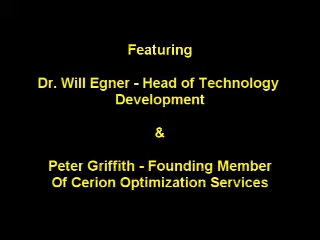 Featuring
Dr. Will Egner - Head of Technology
Development
&
Peter Griffith - Founding Member
Of Cerion Optimization Services